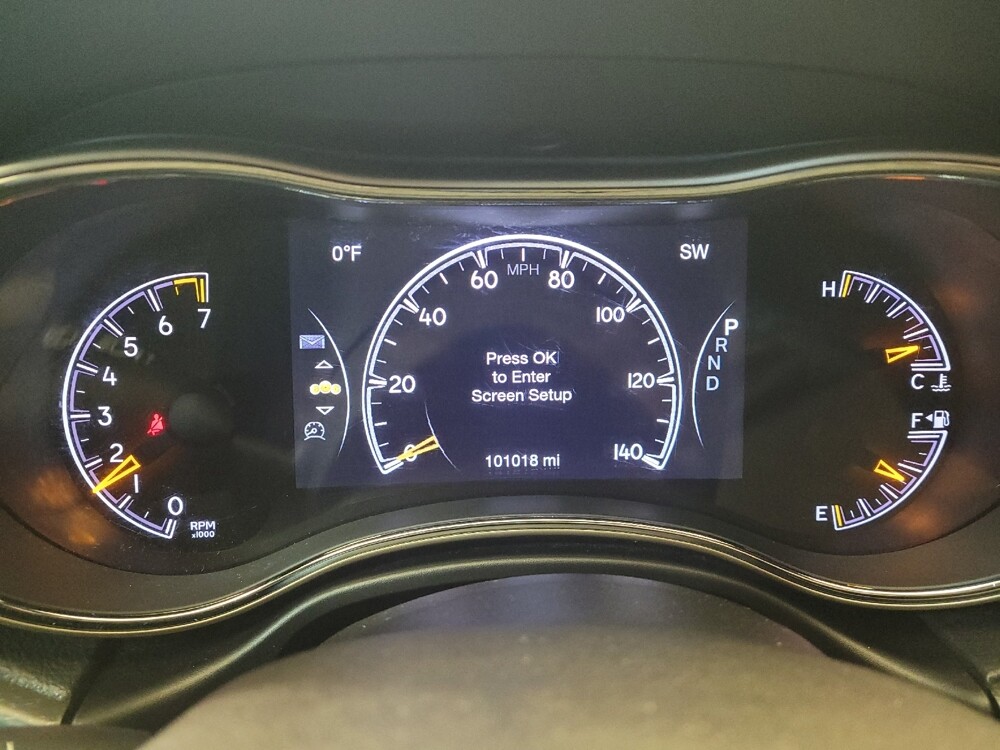 0°F
SW
60
MPH
80
40
100
20
120
0
140
Press OK
to Enter
Screen Setup
101018 mi
P
R
N
D
7
6
5
4
3
2
1
0
RPM
x1000
H
C
F
E